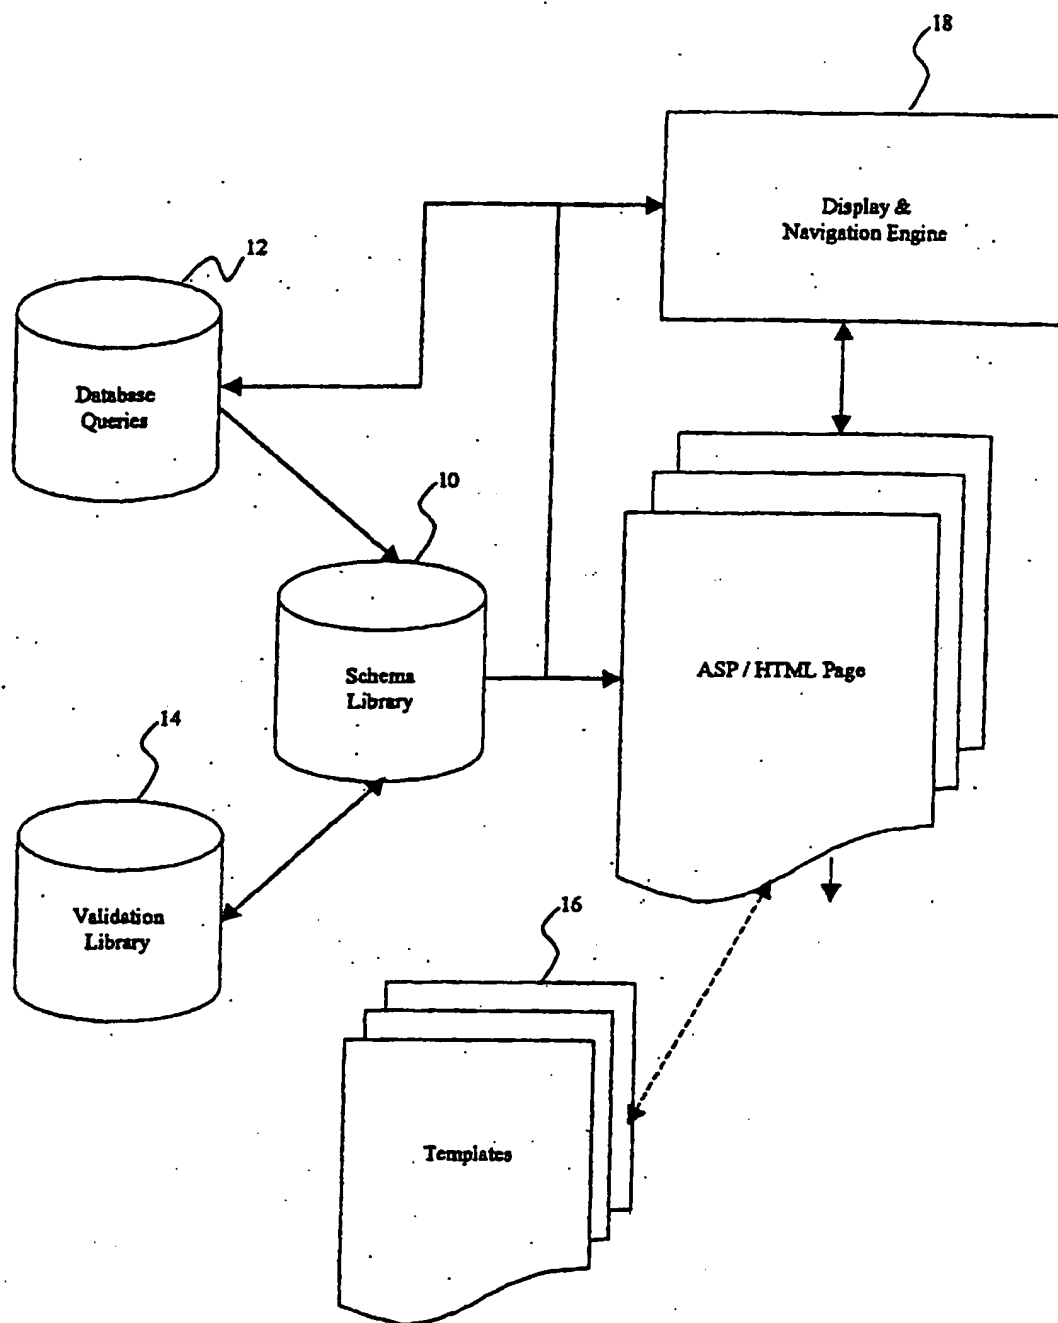 18
Display &
Navigation Engine
12
Database
Queries
10
Schema
Library
ASP / HTML Page
14
Validation
Library
16
Templates